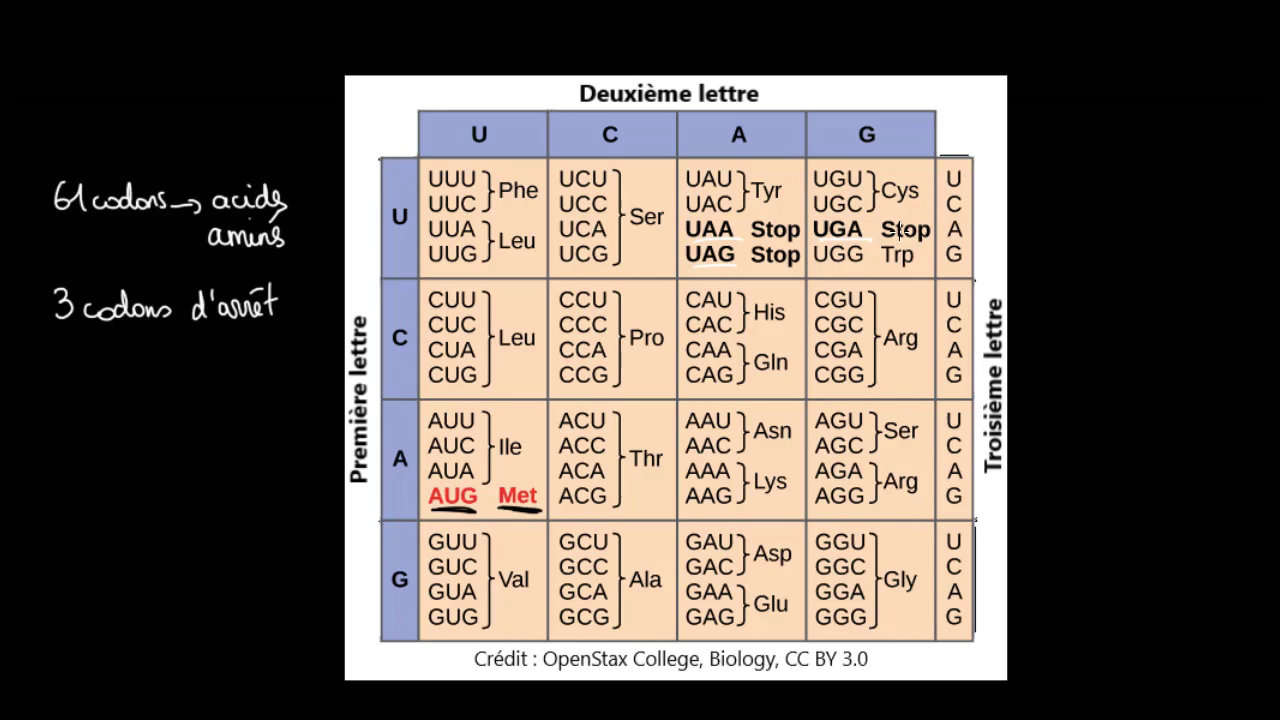 61 codons → acides
aminés
3 codons d'arrêt
Deuxième lettre
U C A G
Première lettre
Troisième lettre
U
UUU
UUC
Phe
UUA
UUG
Leu
UCU
UCC
UCA
UCG
Ser
UAU
UAC
Tyr
UAA Stop
UAG Stop
UGU
UGC
Cys
UGA Stop
UGG Trp
U
C
A
G
C
CUU
CUC
CUA
CUG
Leu
CCU
CCC
CCA
CCG
Pro
CAU
CAC
His
CAA
CAG
Gln
CGU
CGC
CGA
CGG
Arg
U
C
A
G
A
AUU
AUC
AUA
Ile
AUG Met
ACU
ACC
ACA
ACG
Thr
AAU
AAC
Asn
AAA
AAG
Lys
AGU
AGC
Ser
AGA
AGG
Arg
U
C
A
G
G
GUU
GUC
GUA
GUG
Val
GCU
GCC
GCA
GCG
Ala
GAU
GAC
Asp
GAA
GAG
Glu
GGU
GGC
GGA
GGG
Gly
U
C
A
G
Crédit : OpenStax College, Biology, CC BY 3.0